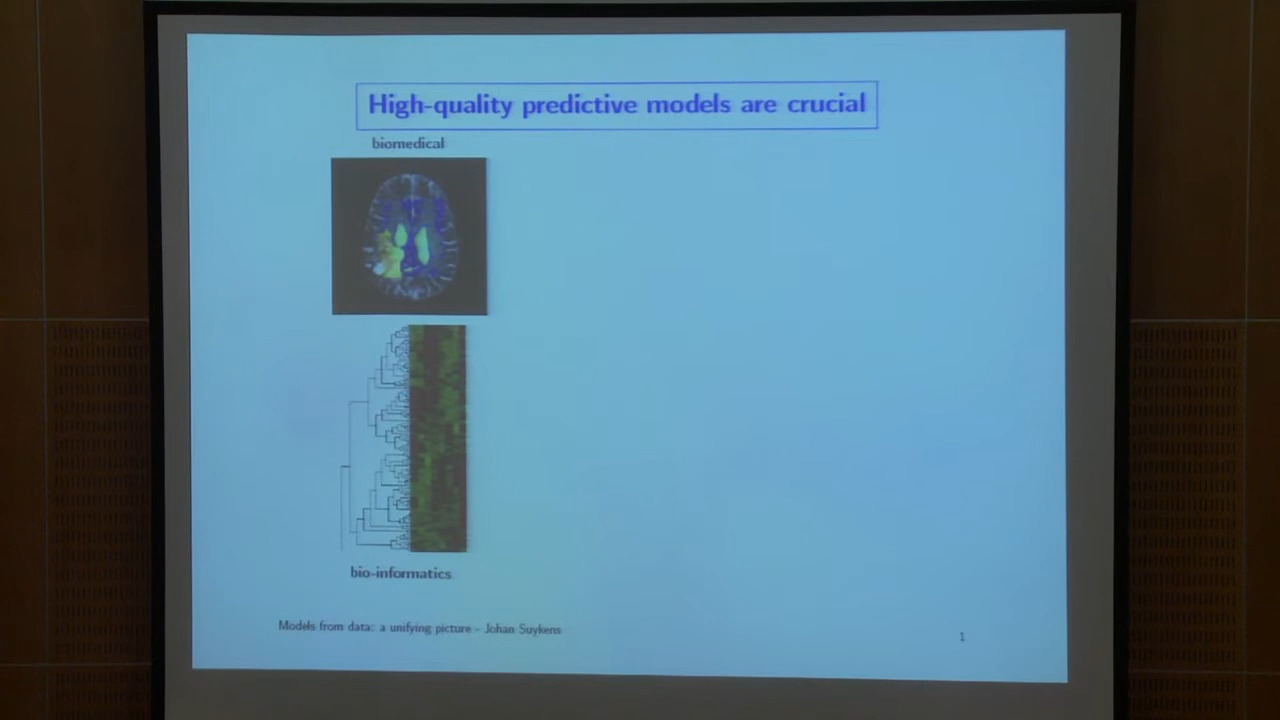 High-quality predictive models are crucial
biomedical
bio-informatics
Models from data: a unifying picture - Johan Suykens
1